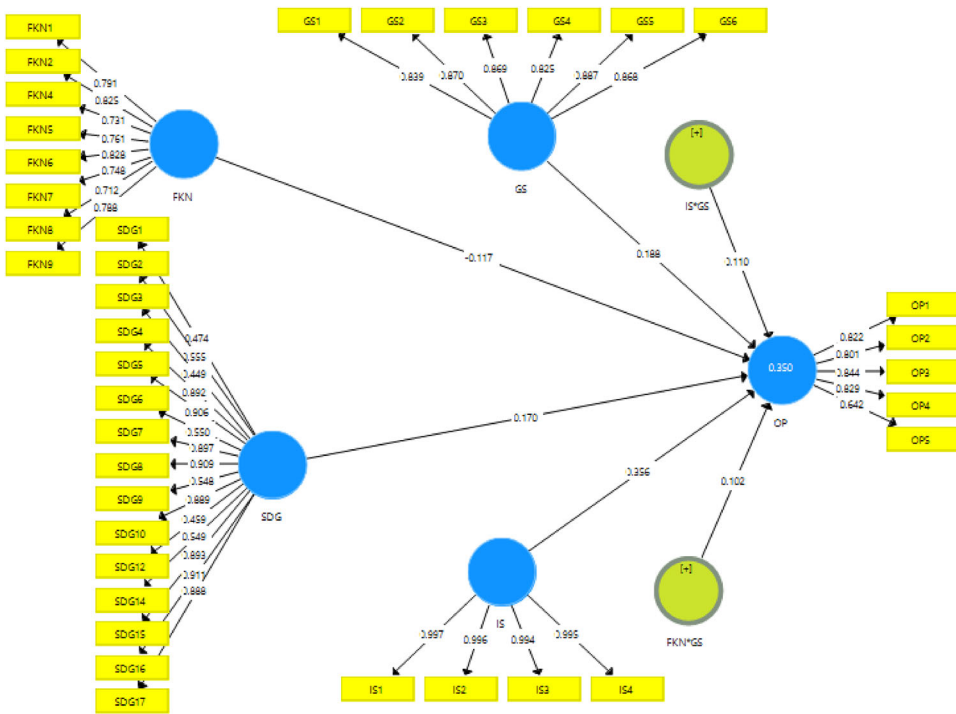 FKN1
FKN2
FKN4
FKN5
FKN6
FKN7
FKN8
FKN9
0.791
0.825
0.731
0.761
0.828
0.748
0.712
0.788
FKN
GS1
GS2
GS3
GS4
GS5
GS6
0.839
0.870
0.869
0.825
0.887
0.868
GS
[+]
IS*GS
-0.117
0.188
0.110
SDG1
SDG2
SDG3
SDG4
SDG5
SDG6
SDG7
SDG8
SDG9
SDG10
SDG12
SDG14
SDG15
SDG16
SDG17
0.474
0.555
0.449
0.892
0.906
0.550
0.897
0.909
0.548
0.889
0.459
0.549
0.893
0.911
0.888
SDG
0.170
0.350
OP
0.822
0.801
0.844
0.829
0.642
OP1
OP2
OP3
OP4
OP5
0.356
0.102
IS
[+]
FKN*GS
0.997
0.996
0.994
0.995
IS1
IS2
IS3
IS4